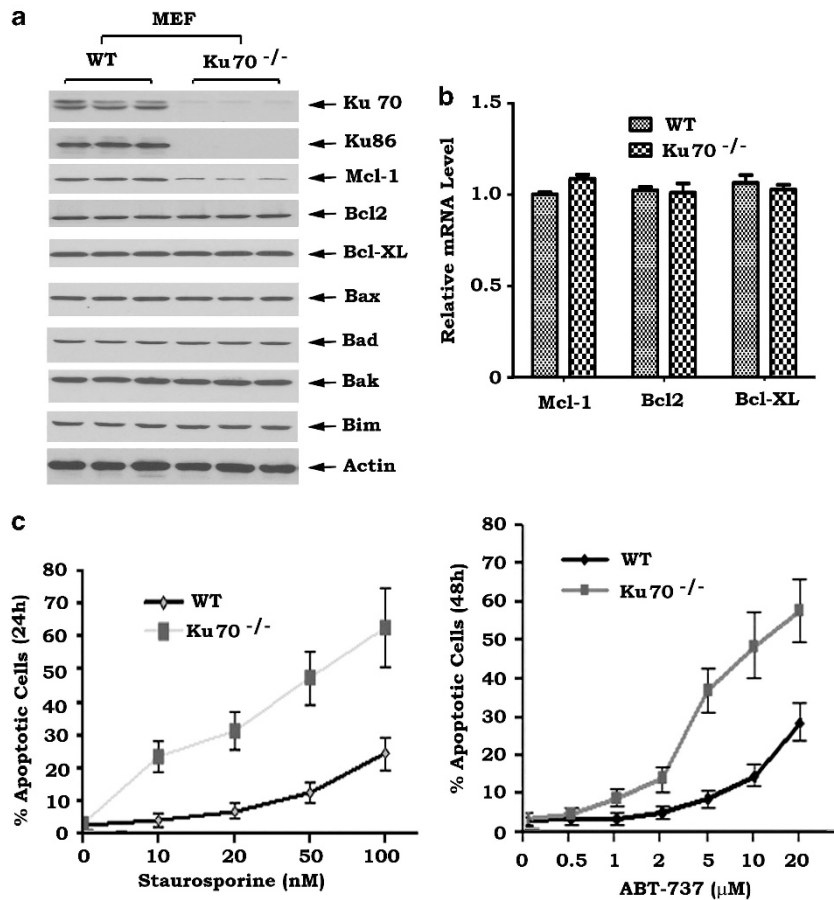 a
MEF
WT Ku70 -/-
Ku 70
Ku86
Mcl-1
Bcl2
Bcl-XL
Bax
Bad
Bak
Bim
Actin
b
1.5
1.0
0.5
0
Relative mRNA Level
WT
Ku70 -/-
Mcl-1 Bcl2 Bcl-XL
c
80
70
60
50
40
30
20
10
0
% Apoptotic Cells (24h)
WT
Ku70 -/-
0 10 20 50 100
Staurosporine (nM)
80
70
60
50
40
30
20
10
0
% Apoptotic Cells (48h)
WT
Ku70 -/-
0 0.5 1 2 5 10 20
ABT-737 (μM)